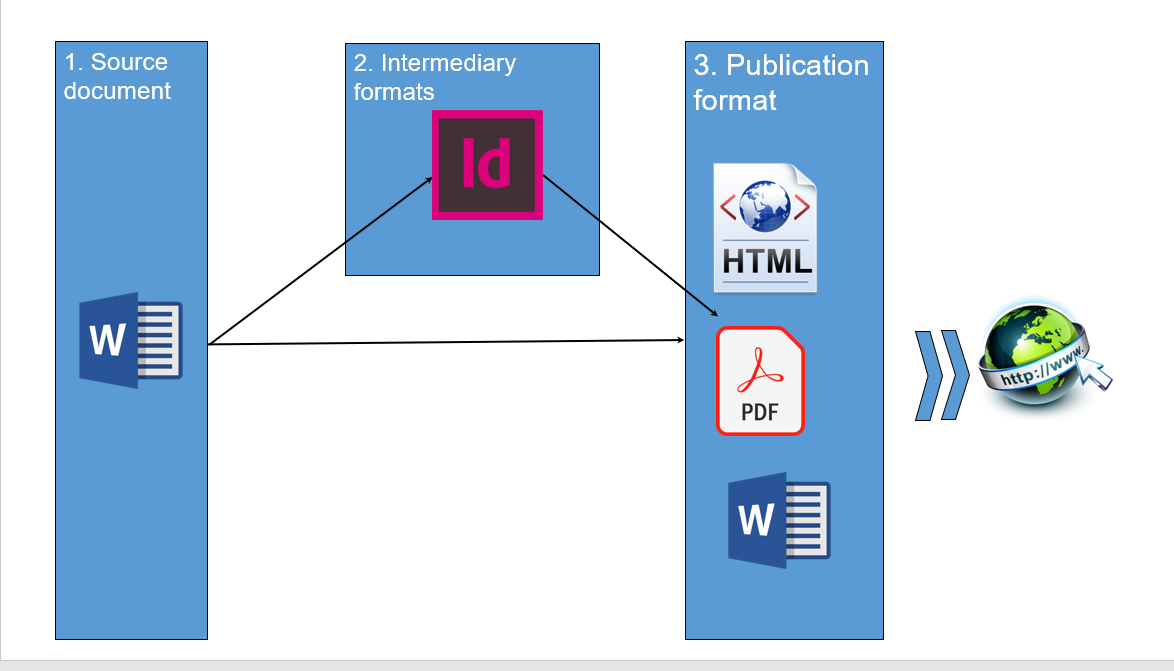 1. Source
document
W
2. Intermediary
formats
Id
3. Publication
format
< >
HTML
PDF
W
http://www.